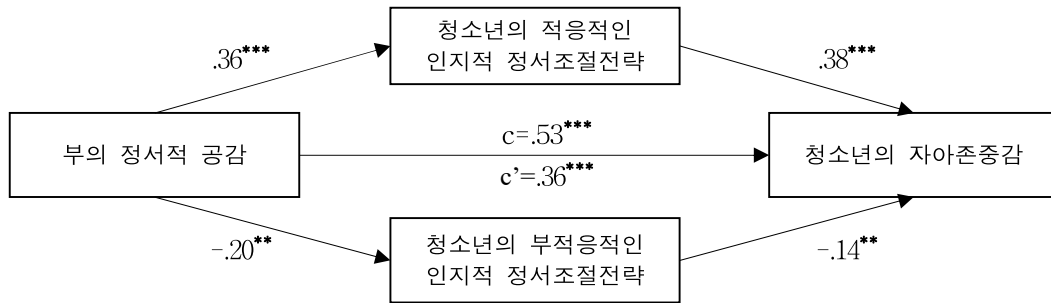 청소년의 적응적인
인지적 정서조절전략
.36***
.38***
부의 정서적 공감
c=.53***
c’=.36***
청소년의 자아존중감
-.20**
-.14**
청소년의 부적응적인
인지적 정서조절전략